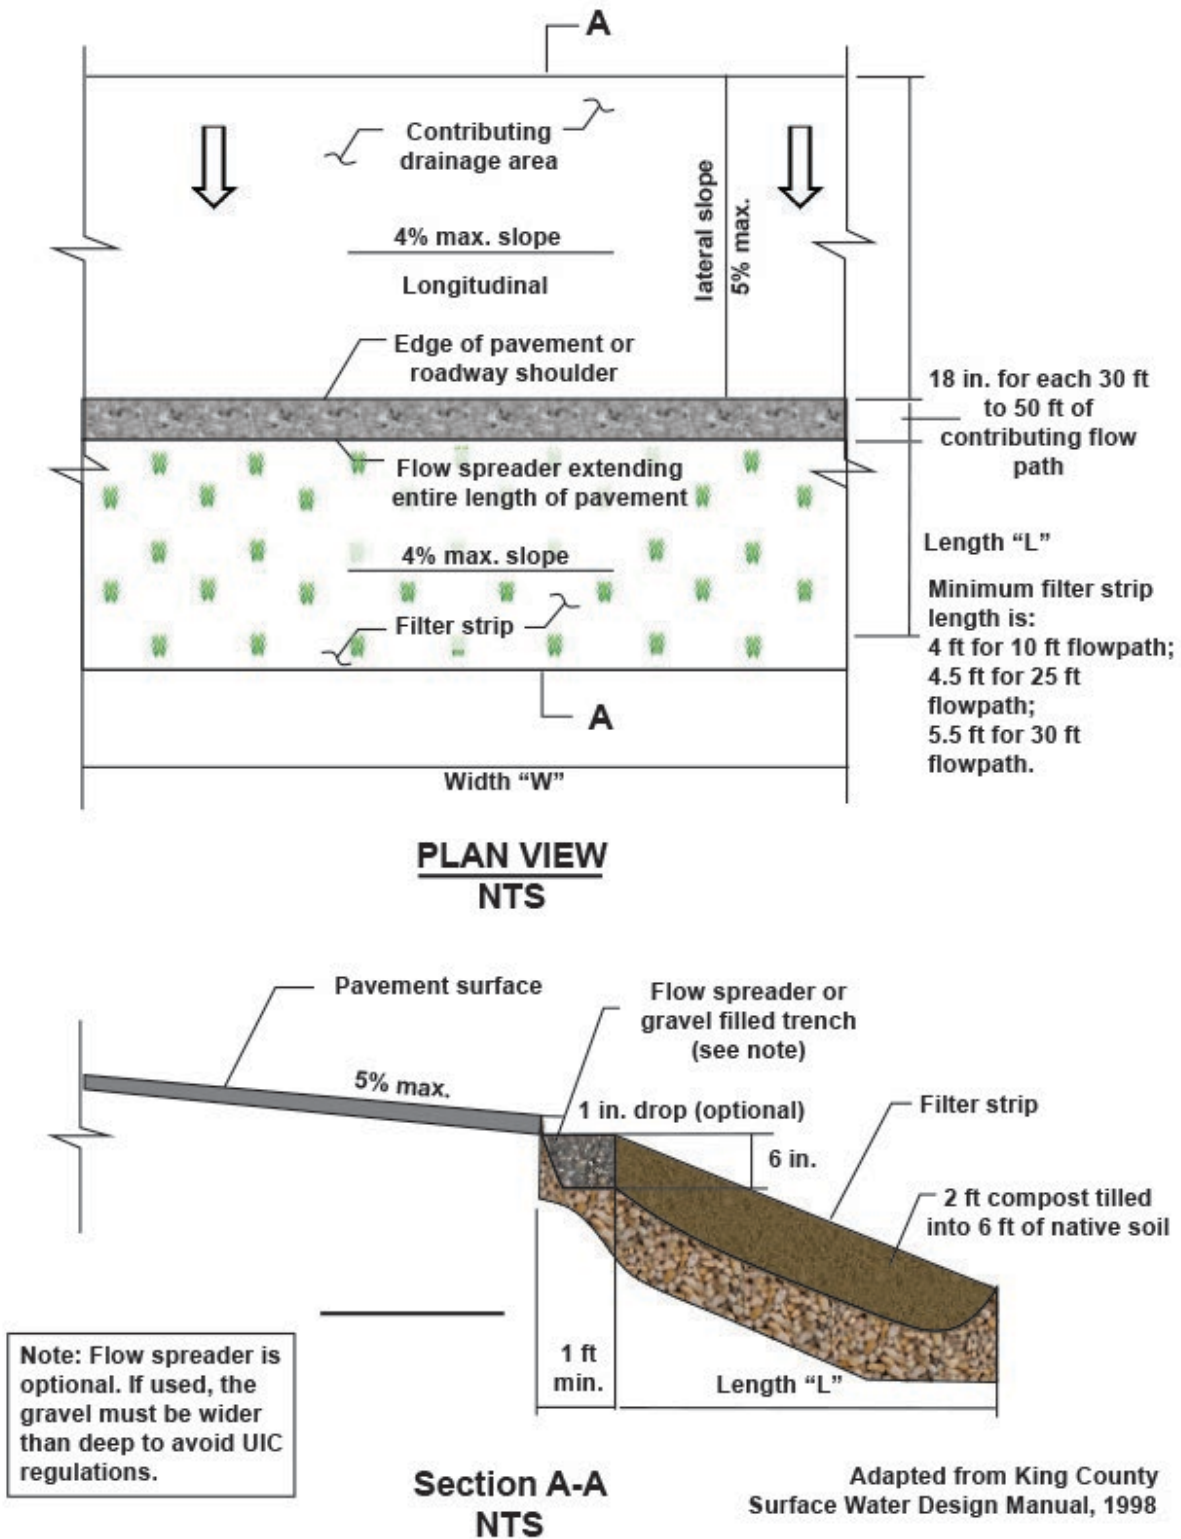 A
Contributing
drainage area
lateral slope
5% max.
4% max. slope
Longitudinal
Edge of pavement or
roadway shoulder
18 in. for each 30 ft
to 50 ft of
contributing flow
path
Flow spreader extending
entire length of pavement
4% max. slope
Filter strip
Length “L”
Minimum filter strip
length is:
4 ft for 10 ft flowpath;
4.5 ft for 25 ft
flowpath;
5.5 ft for 30 ft
flowpath.
A
Width “W”
PLAN VIEW
NTS
Pavement surface
Flow spreader or
gravel filled trench
(see note)
5% max.
1 in. drop (optional)
Filter strip
6 in.
2 ft compost tilled
into 6 ft of native soil
1 ft
min.
Length “L”
Note: Flow spreader is
optional. If used, the
gravel must be wider
than deep to avoid UIC
regulations.
Section A-A
NTS
Adapted from King County
Surface Water Design Manual, 1998